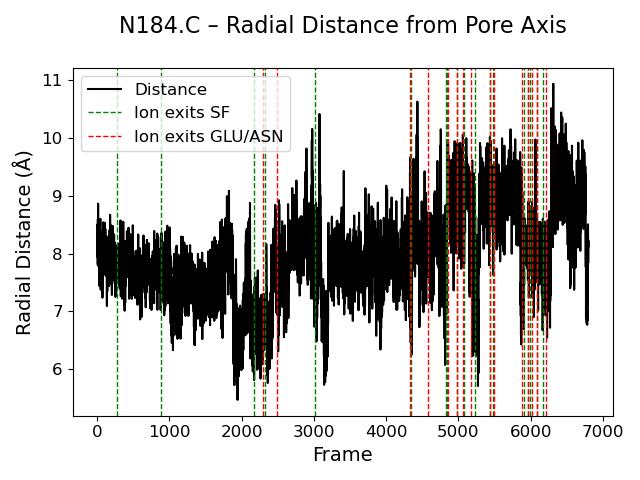 N184.C – Radial Distance from Pore Axis
Distance
Ion exits SF
Ion exits GLU/ASN
Radial Distance (Å)
11
10
9
8
7
6
0 1000 2000 3000 4000 5000 6000 7000
Frame